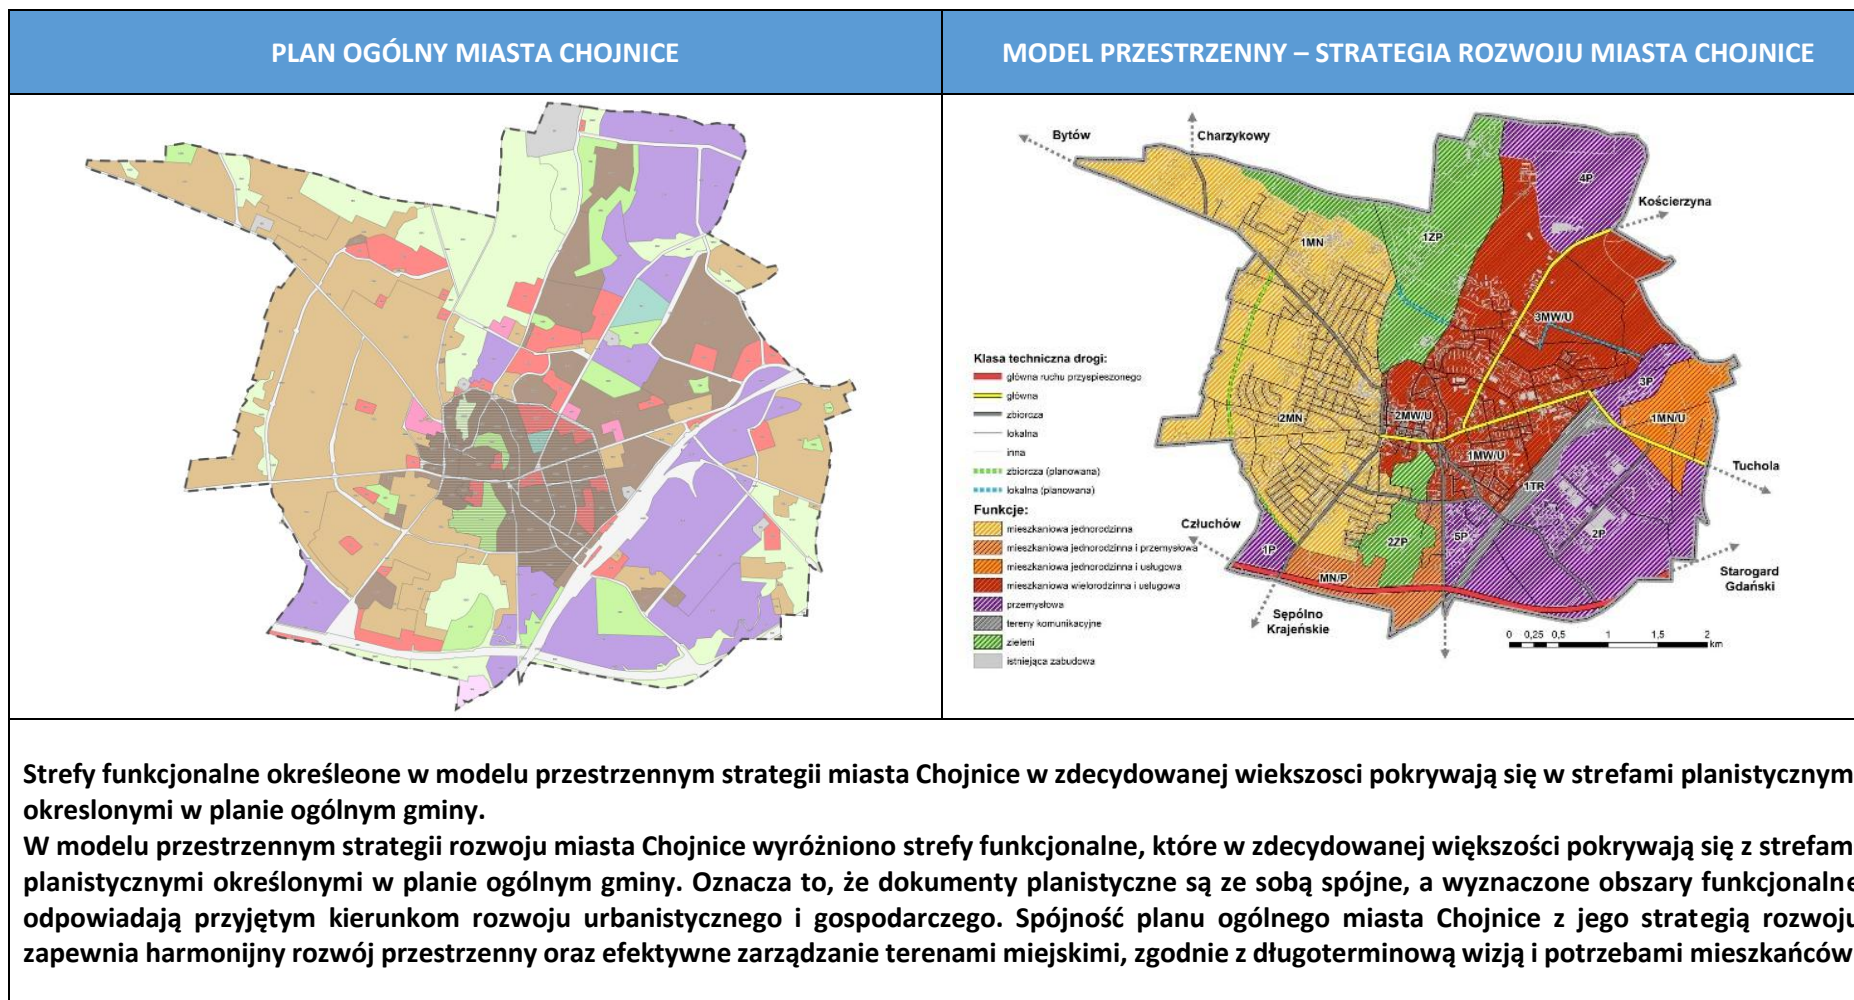 PLAN OGÓLNY MIASTA CHOJNICE
MODEL PRZESTRZENNY – STRATEGIA ROZWOJU MIASTA CHOJNICE
Bytów
Charzykowy
4P
Kościerzyna
1ZP
1MN
3MW/U
Klasa techniczna drogi:
główna ruchu przyspieszonego
główna
zbiorcza
lokalna
inna
zbiorcza (planowana)
lokalna (planowana)
Funkcje:
mieszkaniowa jednorodzinna
mieszkaniowa jednorodzinna i przemysłowa
mieszkaniowa jednorodzinna i usługowa
mieszkaniowa wielorodzinna i usługowa
przemysłowa
tereny komunikacyjne
zieleni
istniejąca zabudowa
3P
2MN
2MW/U
1MN/U
1MW/U
Tuchola
1TR
Człuchów
1P
2ZP
5P
2P
MN/P
Starogard
Gdański
Sępólno
Krajeńskie
0 0,25 0,5 1 1,5 2
km
Strefy funkcjonalne określeone w modelu przestrzennym strategii miasta Chojnice w zdecydowanej wiekszosci pokrywają się w strefami planistycznym
okreslonymi w planie ogólnym gminy.
W modelu przestrzennym strategii rozwoju miasta Chojnice wyróżniono strefy funkcjonalne, które w zdecydowanej większości pokrywają się z strefam
planistycznymi określonymi w planie ogólnym gminy. Oznacza to, że dokumenty planistyczne są ze sobą spójne, a wyznaczone obszary funkcjonalne
odpowiadają przyjętym kierunkom rozwoju urbanistycznego i gospodarczego. Spójność planu ogólnego miasta Chojnice z jego strategią rozwoju
zapewnia harmonijny rozwój przestrzenny oraz efektywne zarządzanie terenami miejskimi, zgodnie z długoterminową wizją i potrzebami mieszkańców